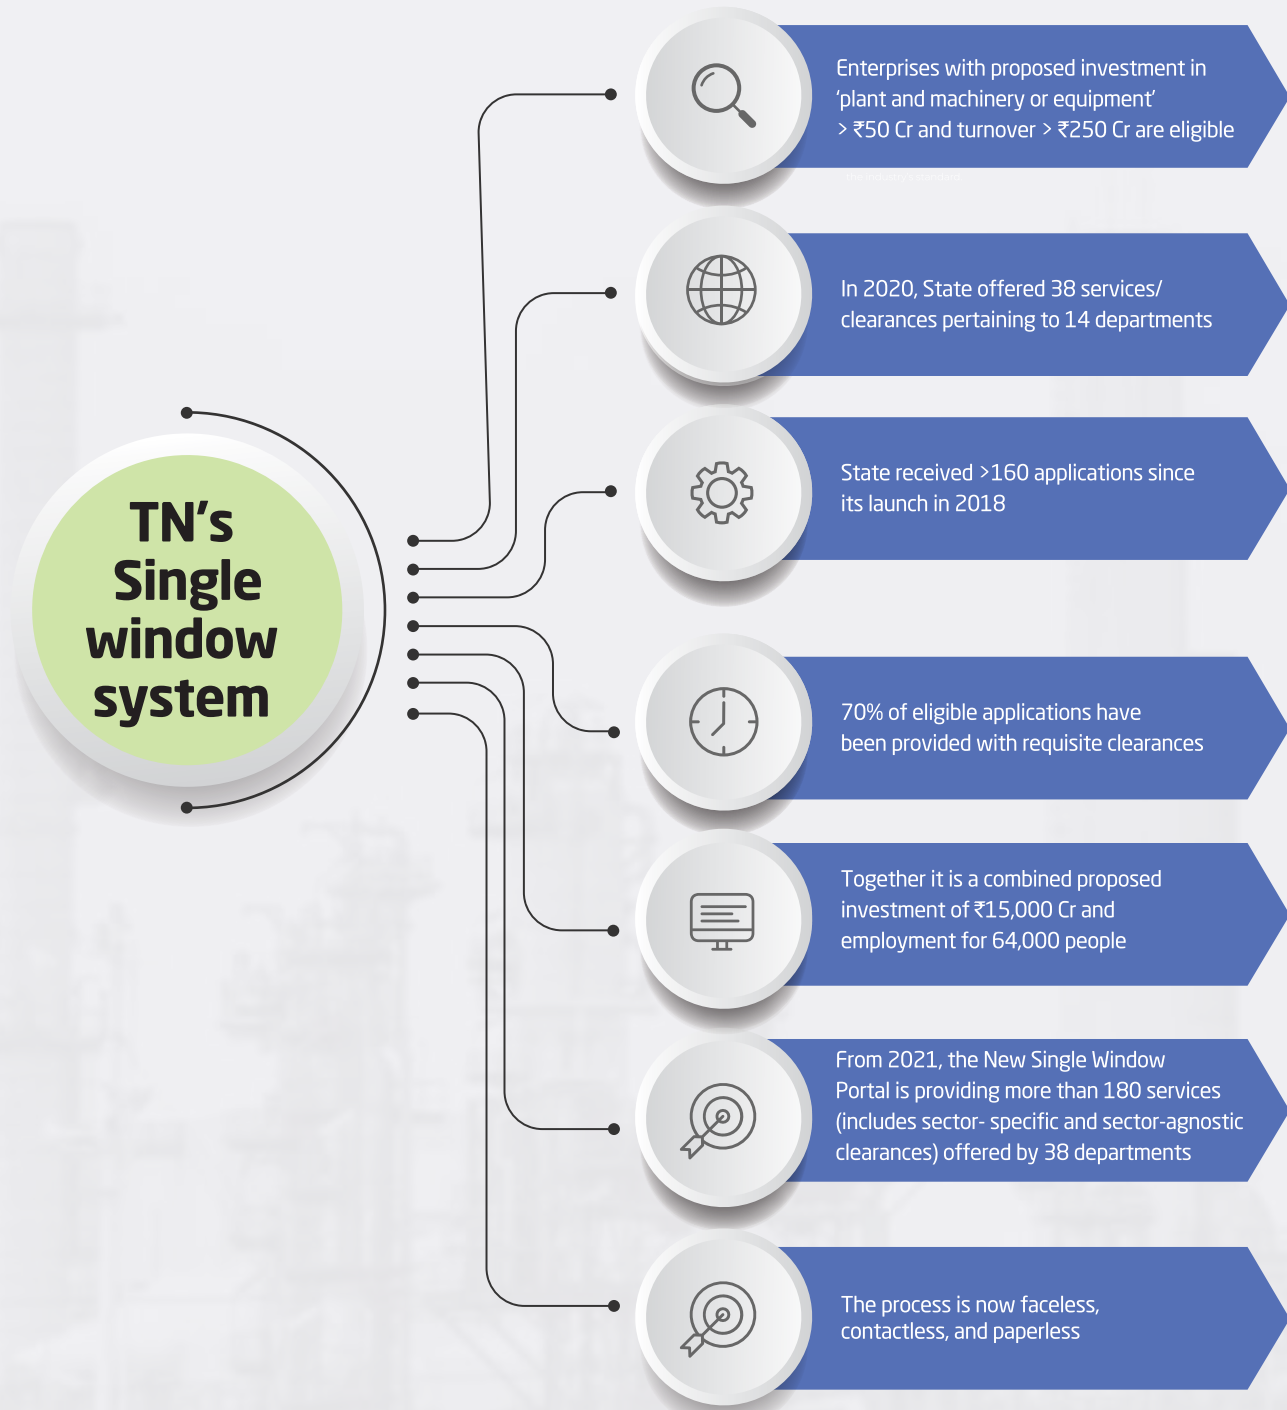 TN's
Single
window
system
Enterprises with proposed investment in
‘plant and machinery or equipment’
> ₹50 Cr and turnover > ₹250 Cr are eligible
In 2020, State offered 38 services/
clearances pertaining to 14 departments
State received >160 applications since
its launch in 2018
70% of eligible applications have
been provided with requisite clearances
Together it is a combined proposed
investment of ₹15,000 Cr and
employment for 64,000 people
From 2021, the New Single Window
Portal is providing more than 180 services
(includes sector- specific and sector-agnostic
clearances) offered by 38 departments
The process is now faceless,
contactless, and paperless